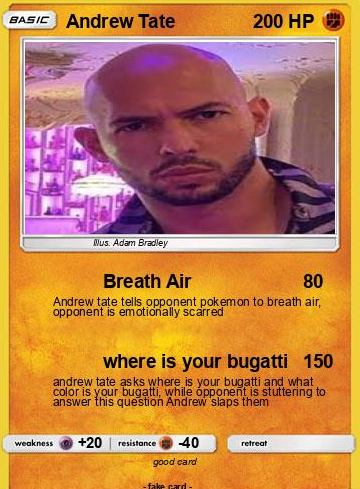 BASIC Andrew Tate 200 HP
Illus. Adam Bradley
Breath Air 80
Andrew tate tells opponent pokemon to breath air,
opponent is emotionally scarred
where is your bugatti 150
andrew tate asks where is your bugatti and what
color is your bugatti, while opponent is stuttering to
answer this question Andrew slaps them
weakness +20 resistance -40 retreat
good card
- fake card -